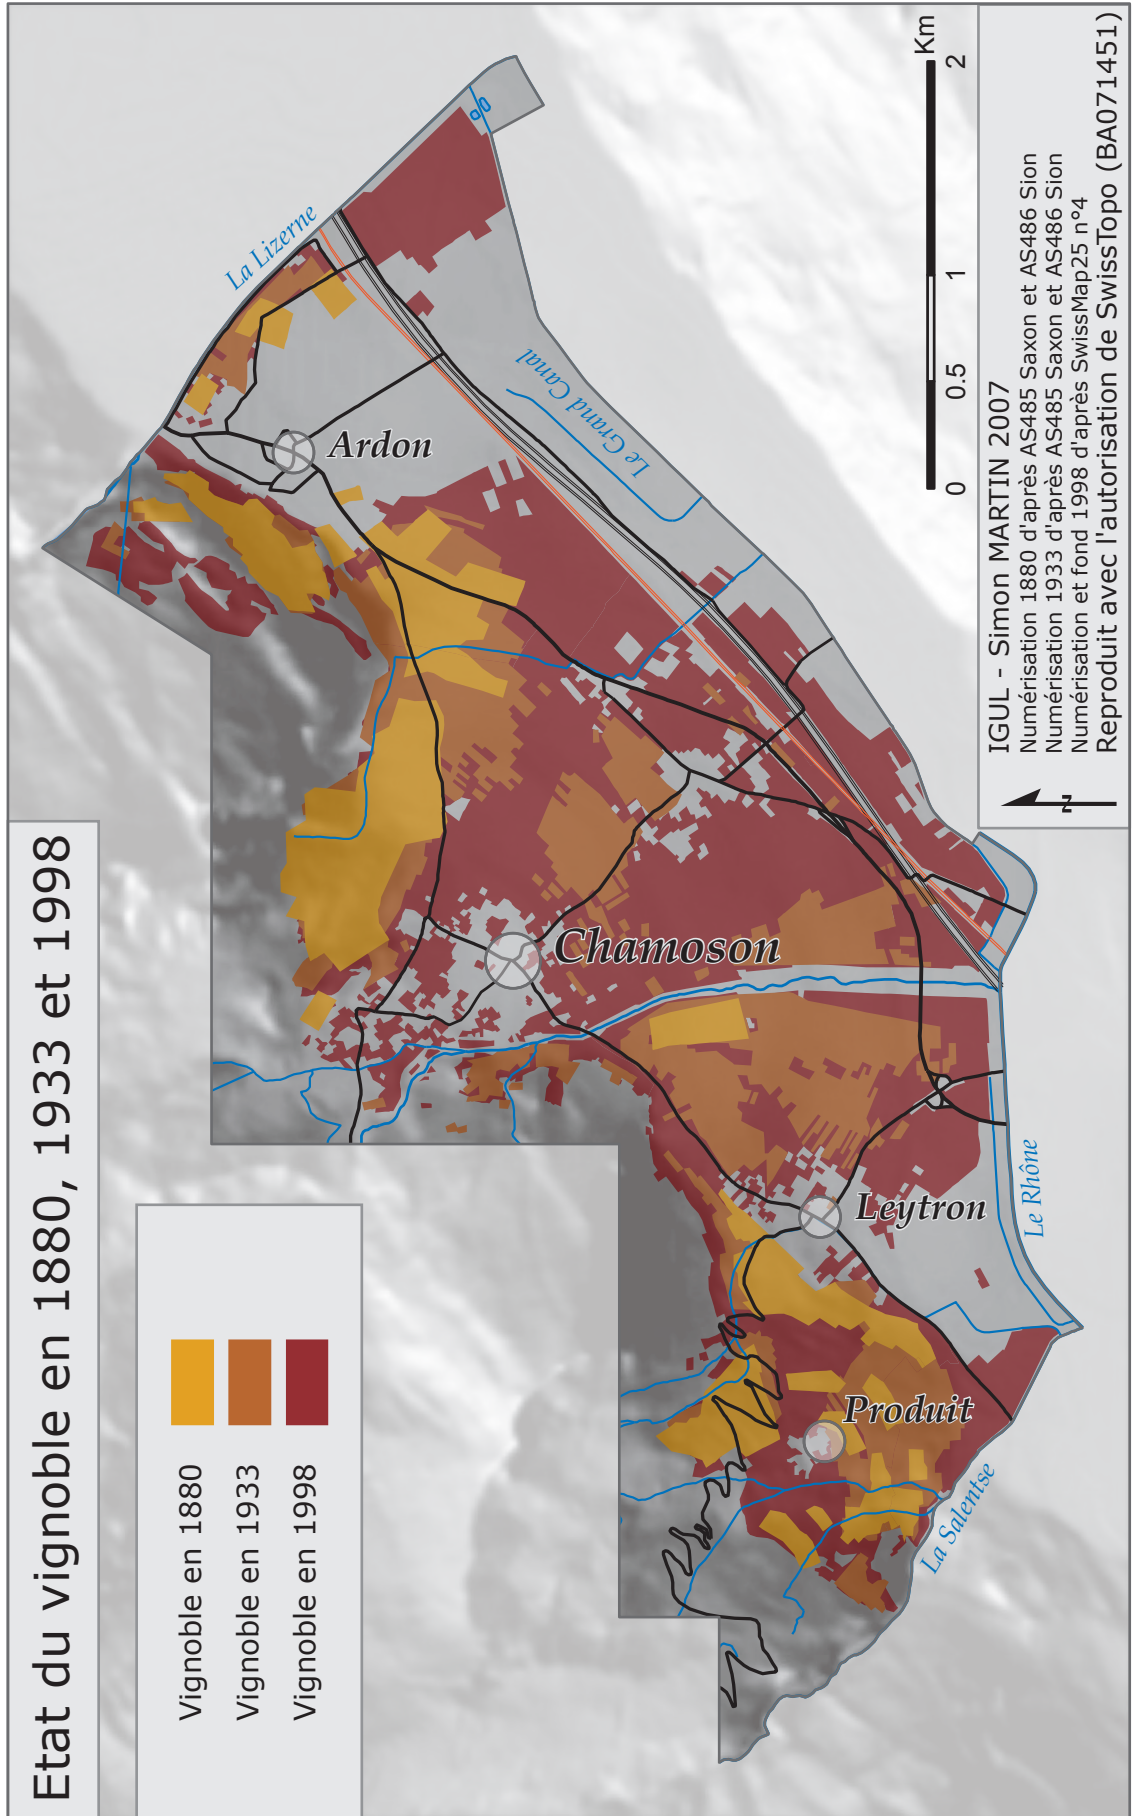 Etat du vignoble en 1880, 1933 et 1998
Vignoble en 1880
Vignoble en 1933
Vignoble en 1998
La Lizerne
Ardon
Le Grand Canal
Chamoson
Leytron
Le Rhône
Produit
La Salentse
0 0.5 1 2
Km
N
IGUL - Simon MARTIN 2007
Numérisation 1880 d'après AS485 Saxon et AS486 Sion
Numérisation 1933 d'après AS485 Saxon et AS486 Sion
Numérisation et fond 1998 d'après SwissMap25 n°4
Reproduit avec l'autorisation de SwissTopo (BA071451)